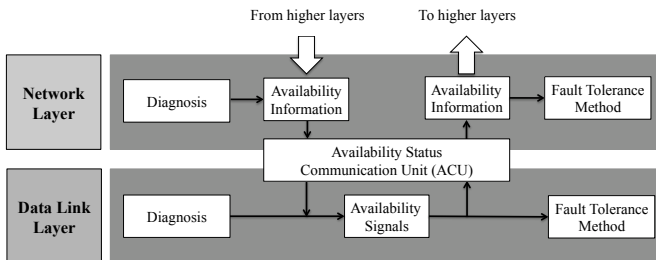 From higher layers
To higher layers
Network
Layer
Diagnosis
Availability
Information
Availability
Information
Fault Tolerance
Method
Availability Status
Communication Unit (ACU)
Data Link
Layer
Diagnosis
Availability
Signals
Fault Tolerance
Method